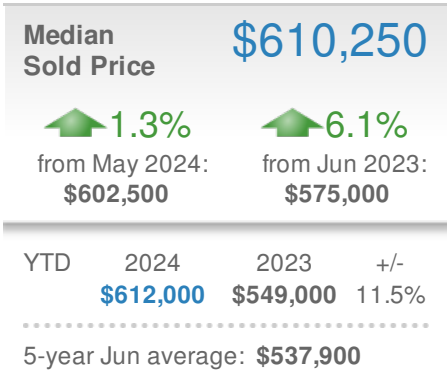 Median $610,250
Sold Price
1.3% 6.1%
from May 2024: from Jun 2023:
$602,500 $575,000
YTD 2024 2023 +/-
$612,000 $549,000 11.5%
5-year Jun average: $537,900